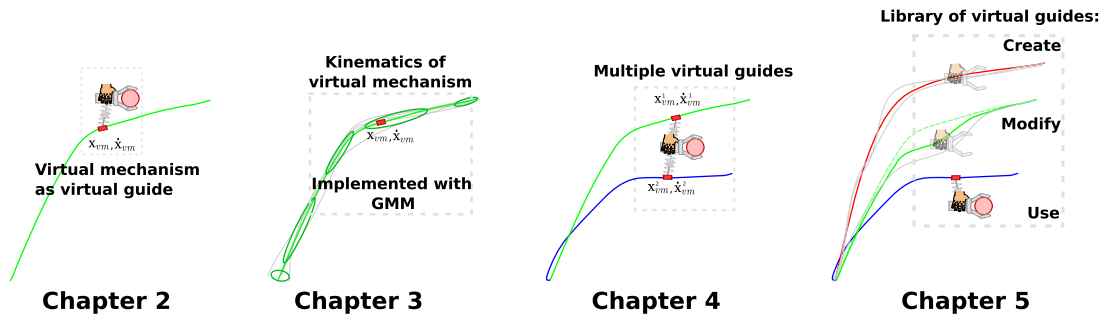 Virtual mechanism
as virtual guide
x_vm, ẋ_vm
Chapter 2
Kinematics of
virtual mechanism
x_vm, ẋ_vm
Implemented with
GMM
Chapter 3
Multiple virtual guides
x¹_vm, ẋ¹_vm
x²_vm, ẋ²_vm
Chapter 4
Library of virtual guides:
Create
Modify
Use
Chapter 5